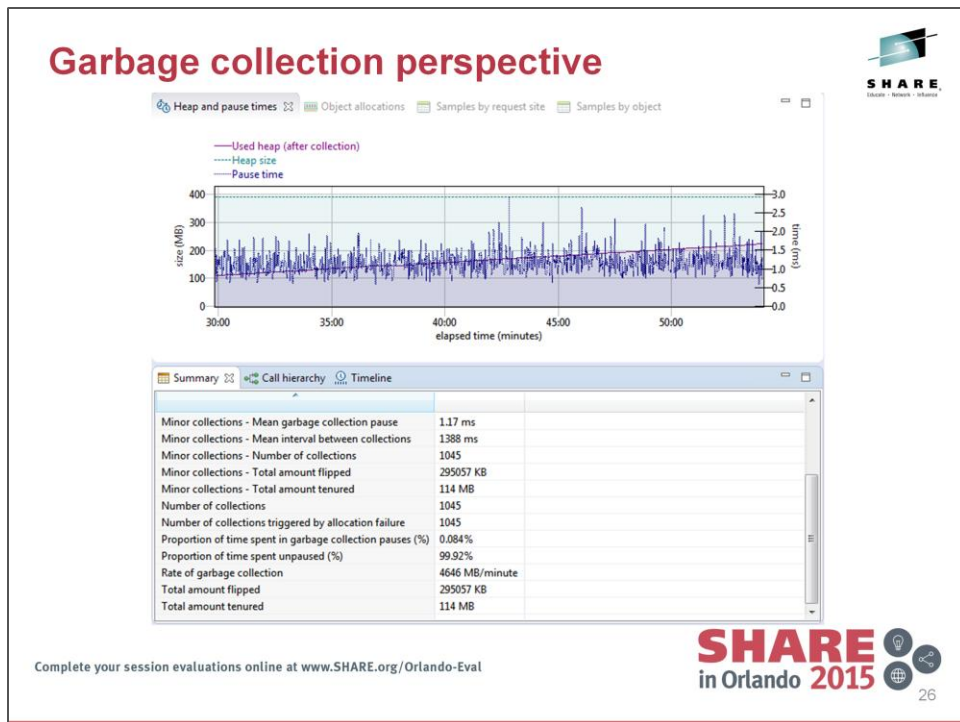 Garbage collection perspective
SHARE
Educate · Network · Influence
Heap and pause times Object allocations Samples by request site Samples by object
Used heap (after collection)
Heap size
Pause time
400
300
200
100
0
size (MB)
3.0
2.5
2.0
1.5
1.0
0.5
0.0
time (ms)
30:00 35:00 40:00 45:00 50:00
elapsed time (minutes)
Summary Call hierarchy Timeline
Minor collections - Mean garbage collection pause 1.17 ms
Minor collections - Mean interval between collections 1388 ms
Minor collections - Number of collections 1045
Minor collections - Total amount flipped 295057 KB
Minor collections - Total amount tenured 114 MB
Number of collections 1045
Number of collections triggered by allocation failure 1045
Proportion of time spent in garbage collection pauses (%) 0.084%
Proportion of time spent unpaused (%) 99.92%
Rate of garbage collection 4646 MB/minute
Total amount flipped 295057 KB
Total amount tenured 114 MB
Complete your session evaluations online at www.SHARE.org/Orlando-Eval
SHARE
in Orlando 2015
26